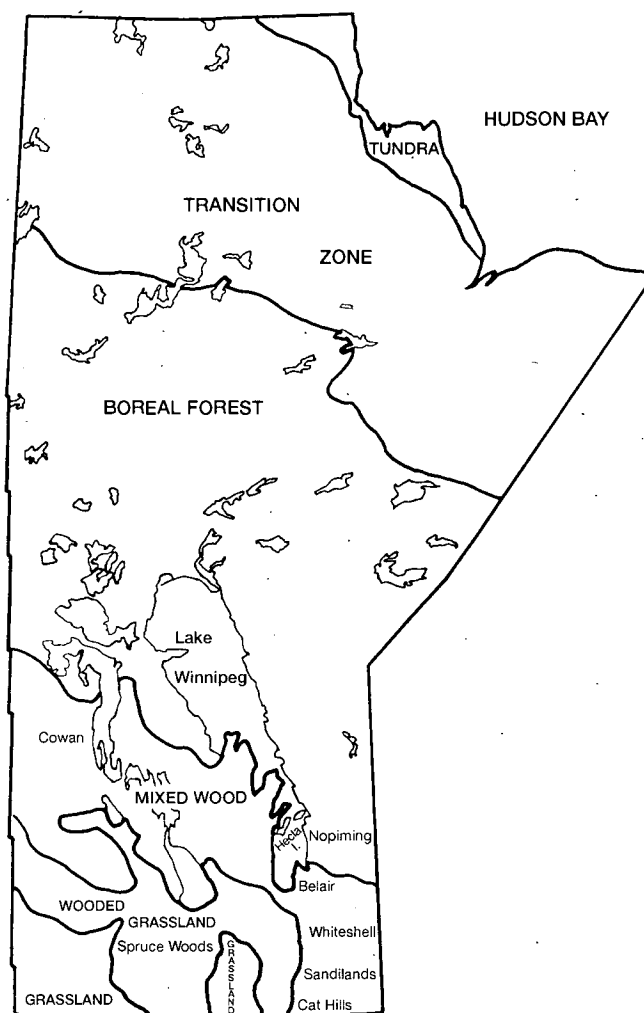 HUDSON BAY
TUNDRA
TRANSITION
ZONE
BOREAL FOREST
Lake
Winnipeg
Cowan
MIXED WOOD
Hecla
I.
Nopiming
Belair
WOODED
GRASSLAND
Whiteshell
Spruce Woods
GRASSLAND
Sandilands
GRASSLAND
Cat Hills